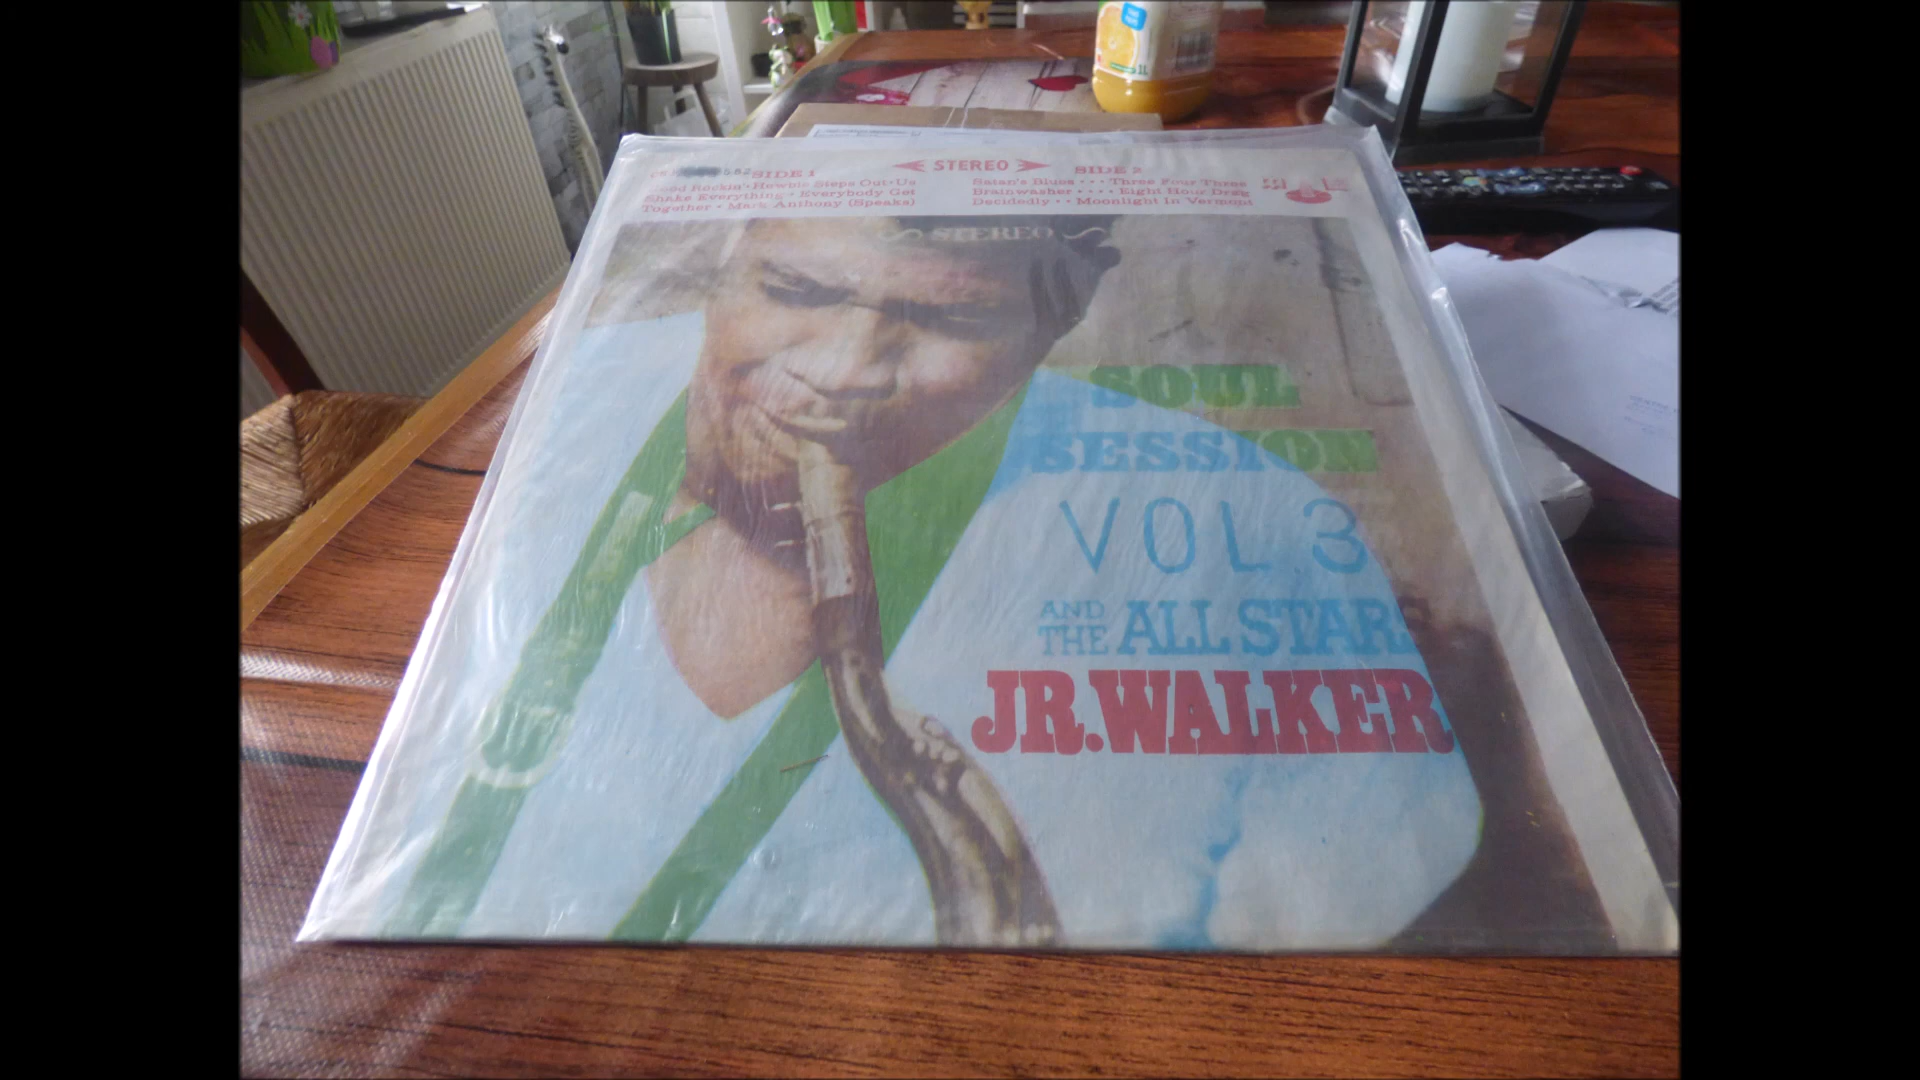 STEREO
SIDE 1
Good Rockin' • Hewbie Steps Out • Us
Shake Everything • Everybody Get
Together • Mark Anthony (Speaks)
SIDE 2
Satan's Blues • • • Three Four Three
Brainwasher • • • • Eight Hour Drag
Decidedly • • Moonlight in Vermont
STEREO
SOUL
SESSION
VOL 3
AND THE ALL STARS
JR. WALKER
1L